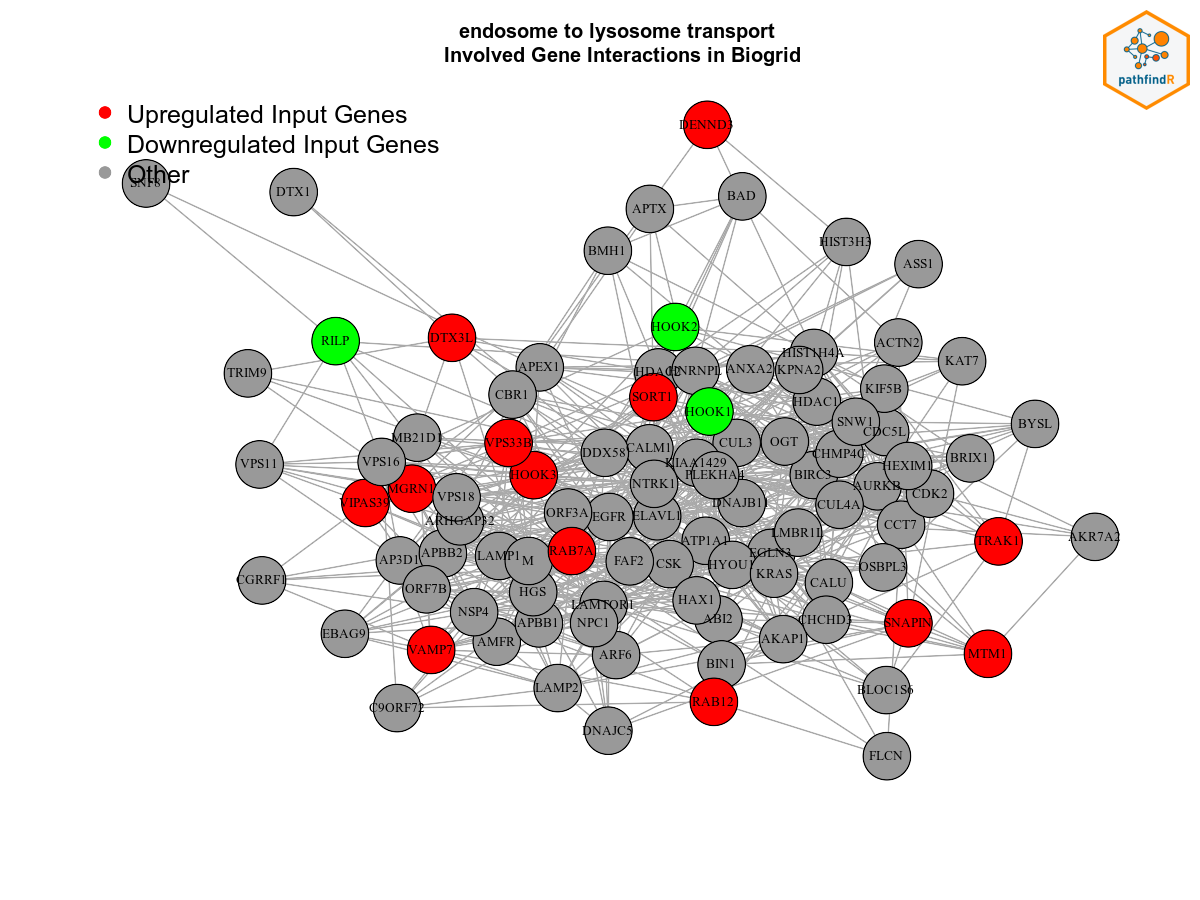 endosome to lysosome transport
Involved Gene Interactions in Biogrid
pathfindR
Upregulated Input Genes
Downregulated Input Genes
Other
DENND3
SNF8
DTX1
APTX
BAD
BMH1
HIST3H3
ASS1
HOOK2
RILP
DTX3L
ACTN2
HIST1H4A
KAT7
TRIM9
APEX1
HDAC2
HNRNPL
ANXA2
KPNA2
CBR1
SORT1
KIF5B
HDAC1
HOOK1
SNW1
BYSL
CDC5L
MB21D1
VPS33B
CUL3
OGT
CALM1
DDX58
CHMP4C
VPS11
VPS16
KIAA1429
BRIX1
HEXIM1
HOOK3
PLEKHA4
BIRC3
NTRK1
AURKB
MGRN1
CDK2
VPS18
VIPAS39
DNAJB11
CUL4A
ORF3A
EGFR
ELAVL1
ARHGAP32
CCT7
LMBR1L
AKR7A2
TRAK1
ATP1A1
RAB7A
APBB2
EGLN3
LAMP1
AP3D1
M
FAF2
CSK
HYOU1
OSBPL3
KRAS
CGRRF1
CALU
ORF7B
HGS
HAX1
LAMTOR1
NSP4
APBB1
NPC1
ABI2
CHCHD3
SNAPIN
EBAG9
AMFR
AKAP1
VAMP7
ARF6
MTM1
BIN1
LAMP2
BLOC1S6
RAB12
C9ORF72
DNAJC5
FLCN